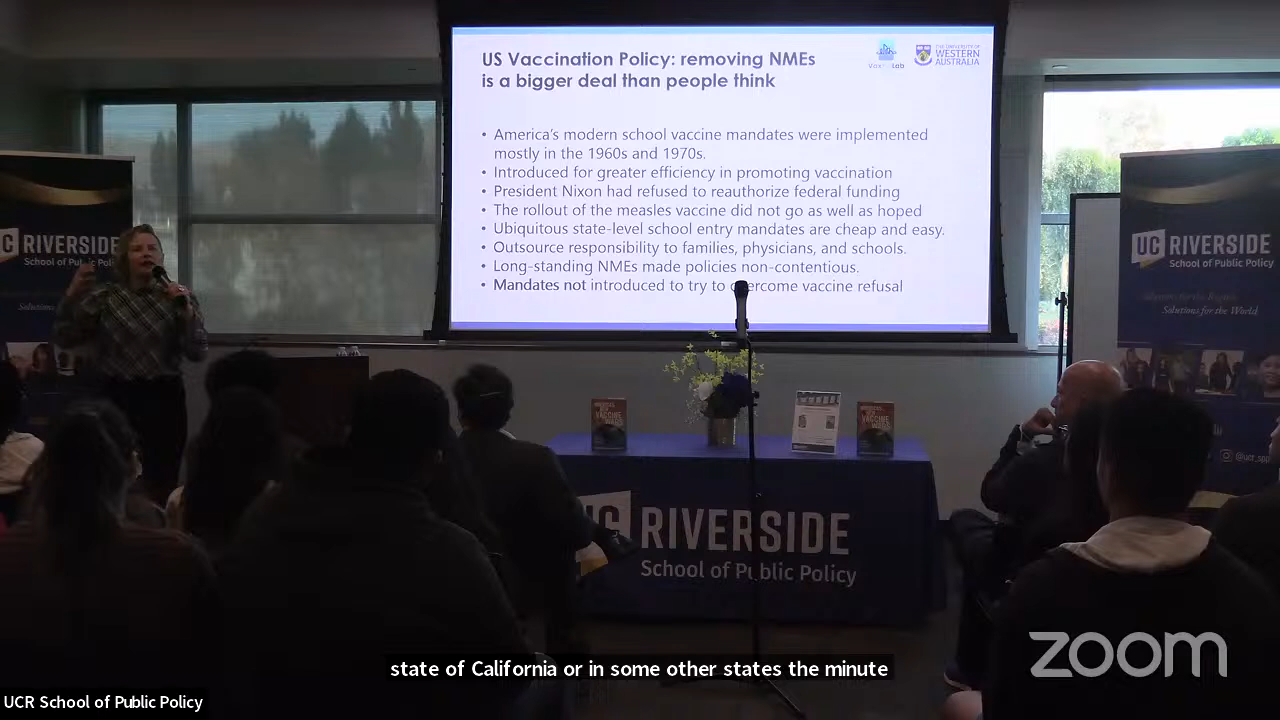 US Vaccination Policy: removing NMEs
is a bigger deal than people think
THE UNIVERSITY OF
WESTERN
AUSTRALIA
• America's modern school vaccine mandates were implemented
mostly in the 1960s and 1970s.
• Introduced for greater efficiency in promoting vaccination
• President Nixon had refused to reauthorize federal funding
• The rollout of the measles vaccine did not go as well as hoped
• Ubiquitous state-level school entry mandates are cheap and easy.
• Outsource responsibility to families, physicians, and schools.
• Long-standing NMEs made policies non-contentious.
• Mandates not introduced to try to overcome vaccine refusal
RIVERSIDE
School of Public Policy
UC RIVERSIDE
School of Public Policy
Solutions for the World
@ucr_spp
VACCINE
WARS
VACCINE
UC RIVERSIDE
School of Public Policy
state of California or in some other states the minute
zoom
UCR School of Public Policy